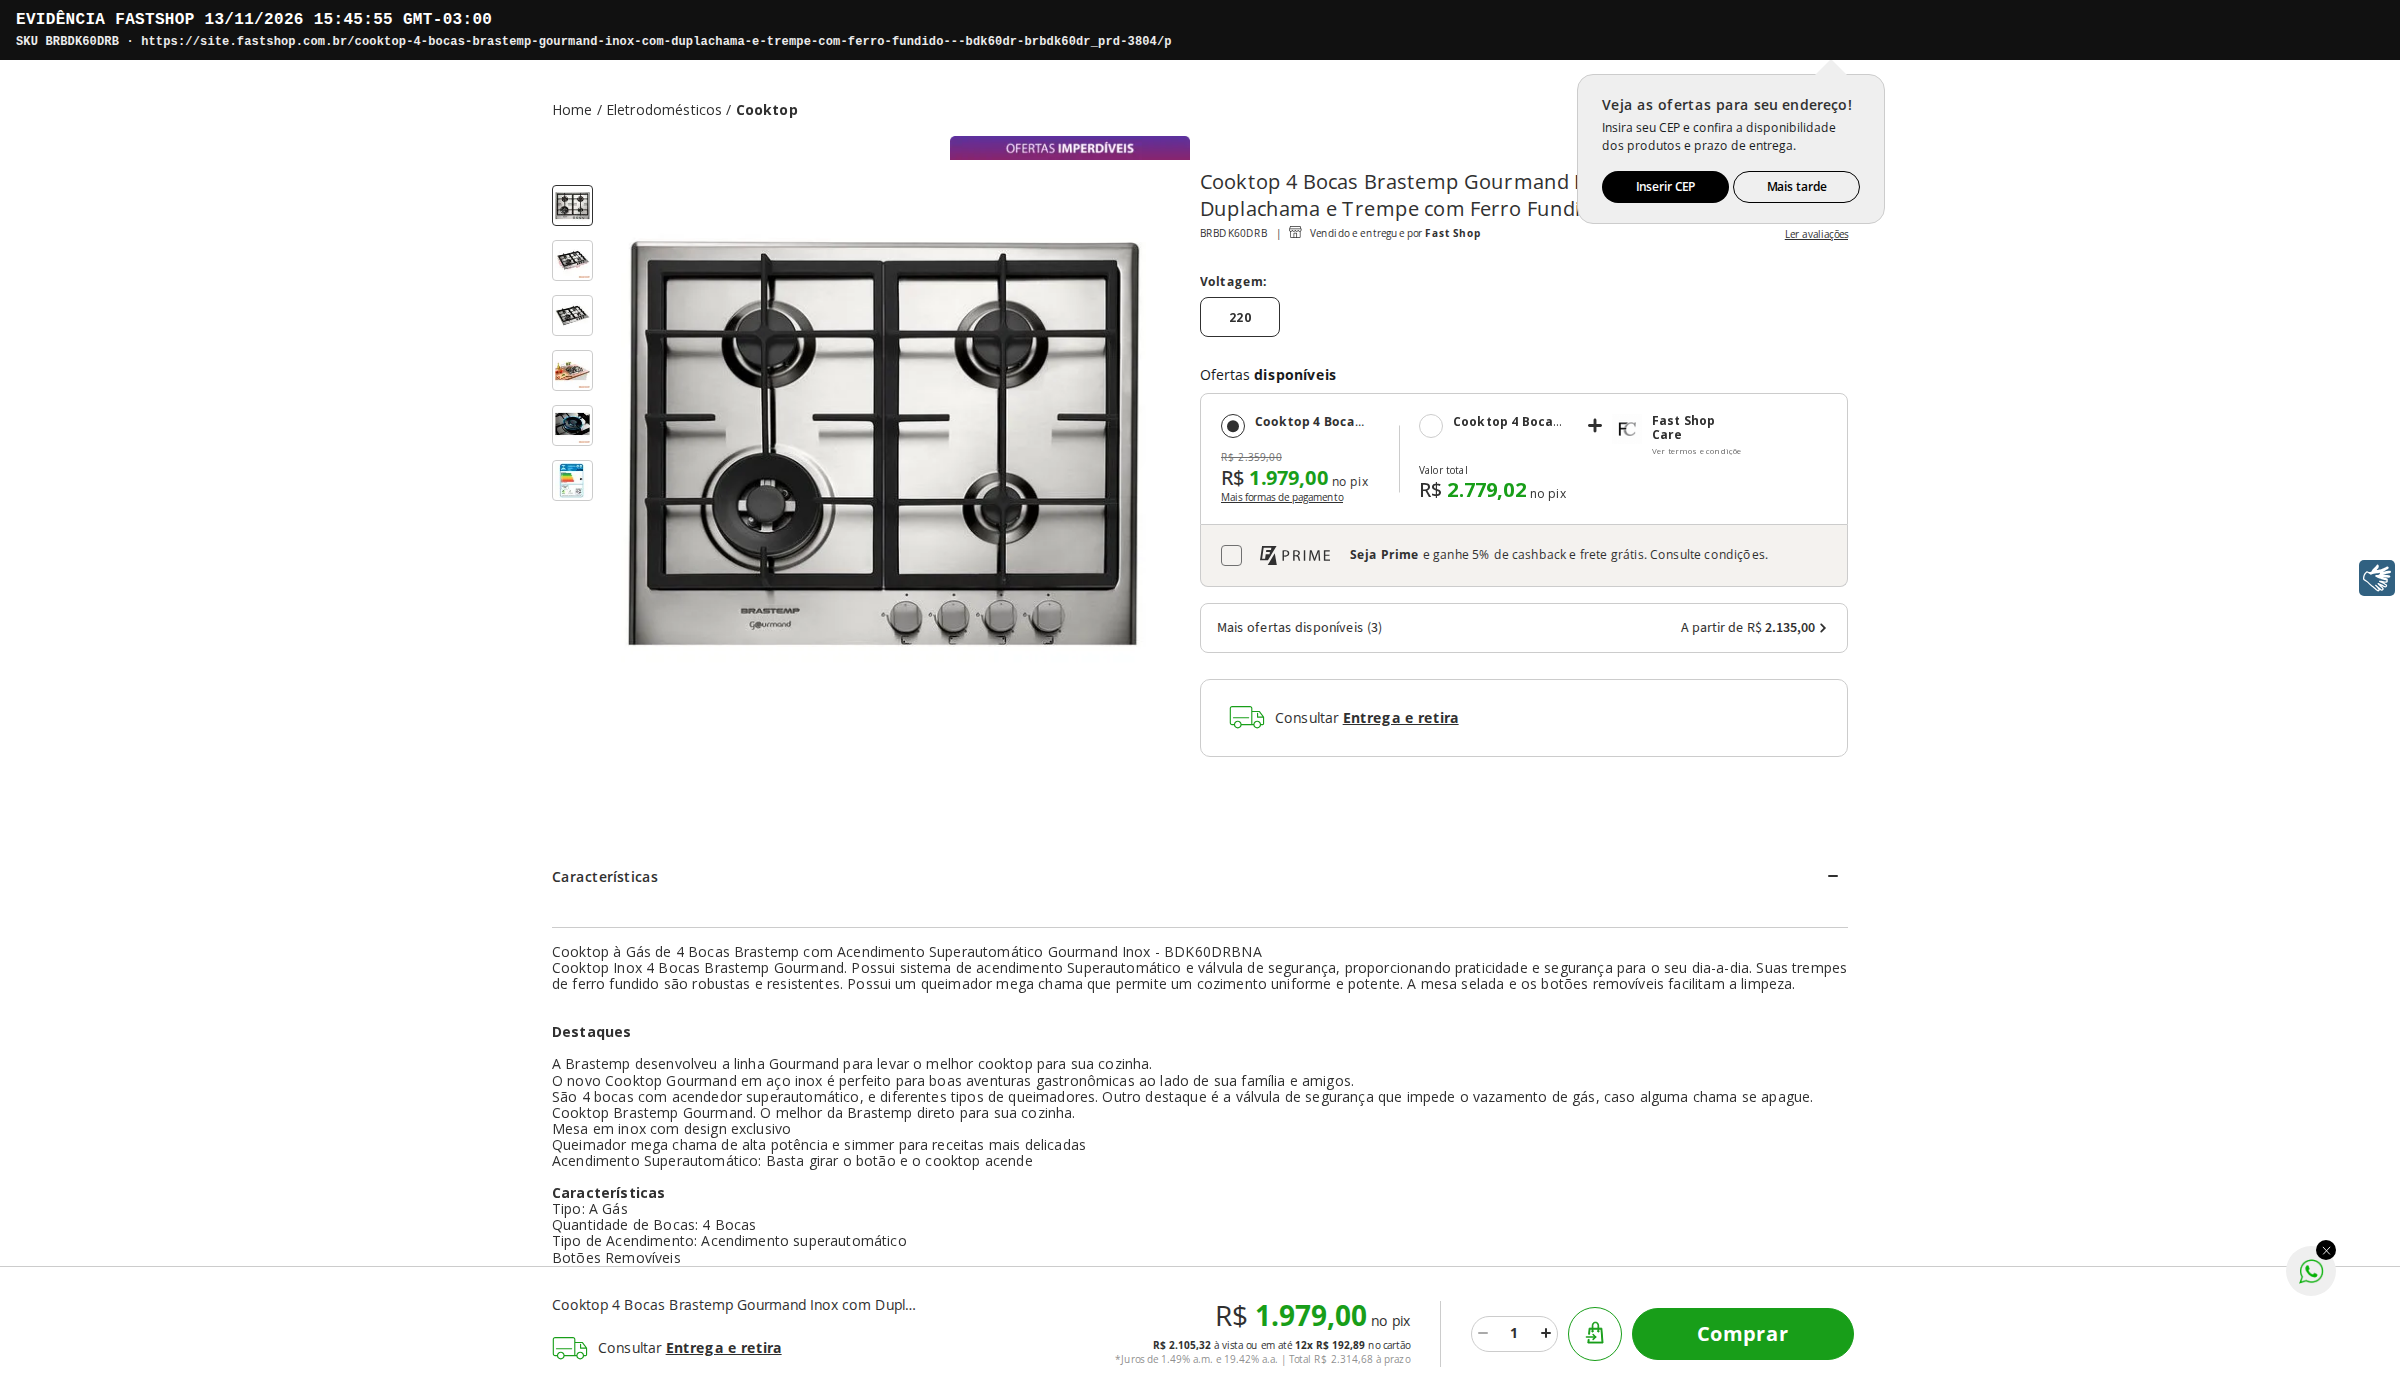 EVIDÊNCIA FASTSHOP 13/11/2026 15:45:55 GMT-03:00
SKU BRBDK60DRB · https://site.fastshop.com.br/cooktop-4-bocas-brastemp-gourmand-inox-com-duplachama-e-trempe-com-ferro-fundido---bdk60dr-brbdk60dr_prd-3804/p
Veja as ofertas para seu endereço!
Insira seu CEP e confira a disponibilidade
dos produtos e prazo de entrega.
Inserir CEP
Mais tarde
Home / Eletrodomésticos / Cooktop
OFERTAS IMPERDÍVEIS
Cooktop 4 Bocas Brastemp Gourmand
Duplachama e Trempe com Ferro Fundi
BRBDK60DRB | Vendido e entregue por Fast Shop
Ler avaliações
Voltagem:
220
Ofertas disponíveis
Cooktop 4 Boca...
R$ 2.359,00
R$ 1.979,00 no pix
Mais formas de pagamento
Cooktop 4 Boca...
+
Fast Shop
Care
Ver termos e condiçõe
Valor total
R$ 2.779,02 no pix
PRIME
Seja Prime e ganhe 5% de cashback e frete grátis. Consulte condições.
Mais ofertas disponíveis (3)
A partir de R$ 2.135,00
Consultar Entrega e retira
BRASTEMP
Gourmand
Características
Cooktop à Gás de 4 Bocas Brastemp com Acendimento Superautomático Gourmand Inox - BDK60DRBNA
Cooktop Inox 4 Bocas Brastemp Gourmand. Possui sistema de acendimento Superautomático e válvula de segurança, proporcionando praticidade e segurança para o seu dia-a-dia. Suas trempes
de ferro fundido são robustas e resistentes. Possui um queimador mega chama que permite um cozimento uniforme e potente. A mesa selada e os botões removíveis facilitam a limpeza.
Destaques
A Brastemp desenvolveu a linha Gourmand para levar o melhor cooktop para sua cozinha.
O novo Cooktop Gourmand em aço inox é perfeito para boas aventuras gastronômicas ao lado de sua família e amigos.
São 4 bocas com acendedor superautomático, e diferentes tipos de queimadores. Outro destaque é a válvula de segurança que impede o vazamento de gás, caso alguma chama se apague.
Cooktop Brastemp Gourmand. O melhor da Brastemp direto para sua cozinha.
Mesa em inox com design exclusivo
Queimador mega chama de alta potência e simmer para receitas mais delicadas
Acendimento Superautomático: Basta girar o botão e o cooktop acende
Características
Tipo: A Gás
Quantidade de Bocas: 4 Bocas
Tipo de Acendimento: Acendimento superautomático
Botões Removíveis
Cooktop 4 Bocas Brastemp Gourmand Inox com Dupl...
Consultar Entrega e retira
R$ 1.979,00 no pix
R$ 2.105,32 à vista ou em até 12x R$ 192,89 no cartão
*Juros de 1.49% a.m. e 19.42% a.a. | Total R$ 2.314,68 à prazo
− 1 +
Comprar